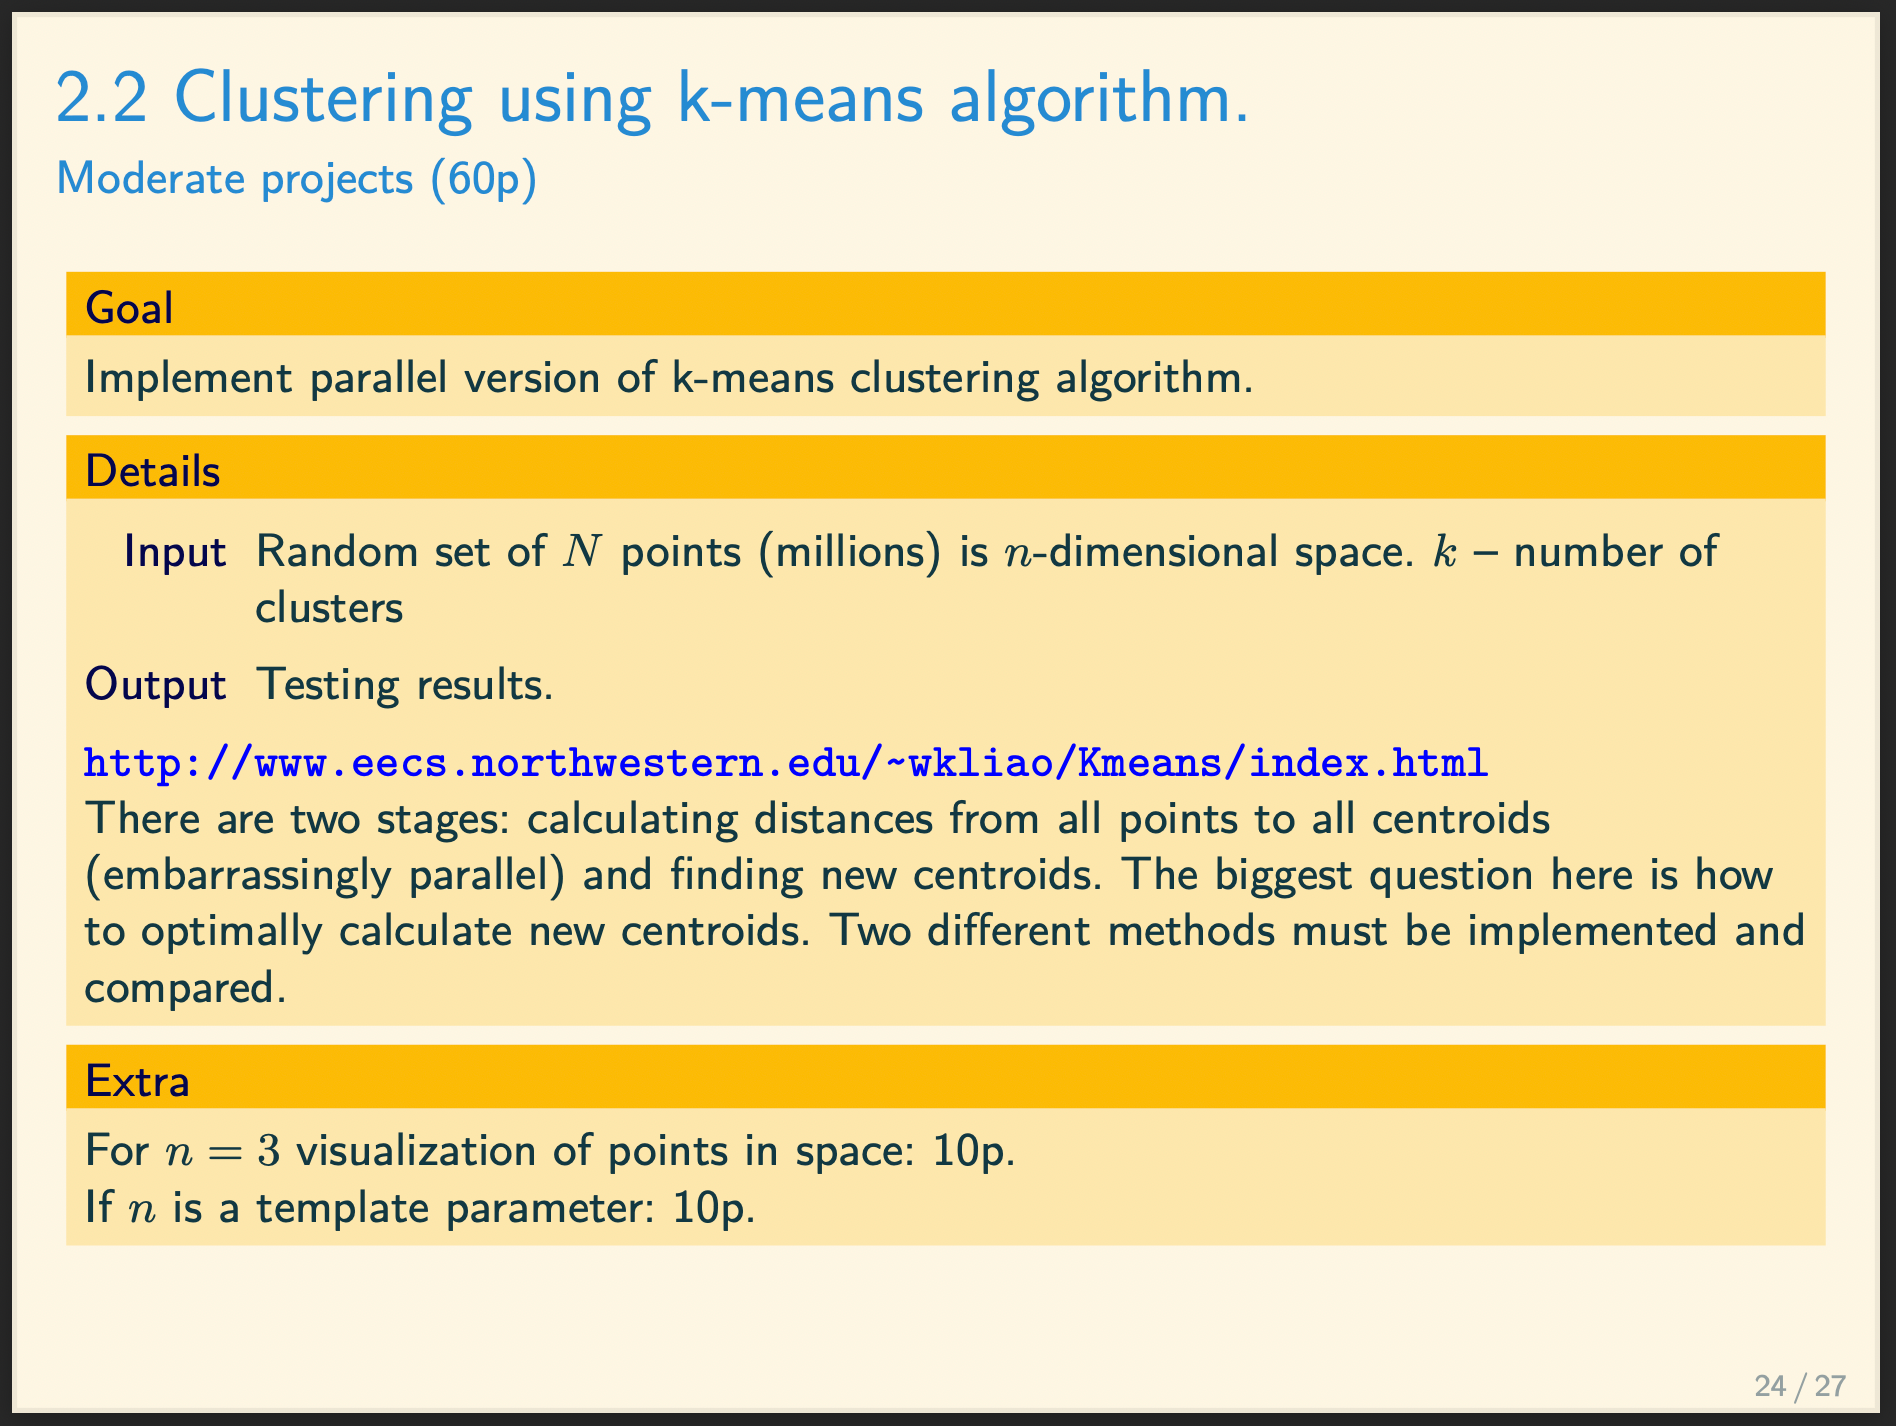 2.2 Clustering using k-means algorithm.
Moderate projects (60p)
Goal
Implement parallel version of k-means clustering algorithm.
Details
Input Random set of N points (millions) is n-dimensional space. k – number of
clusters
Output Testing results.
http://www.eecs.northwestern.edu/~wkliao/Kmeans/index.html
There are two stages: calculating distances from all points to all centroids
(embarrassingly parallel) and finding new centroids. The biggest question here is how
to optimally calculate new centroids. Two different methods must be implemented and
compared.
Extra
For n = 3 visualization of points in space: 10p.
If n is a template parameter: 10p.
24 / 27